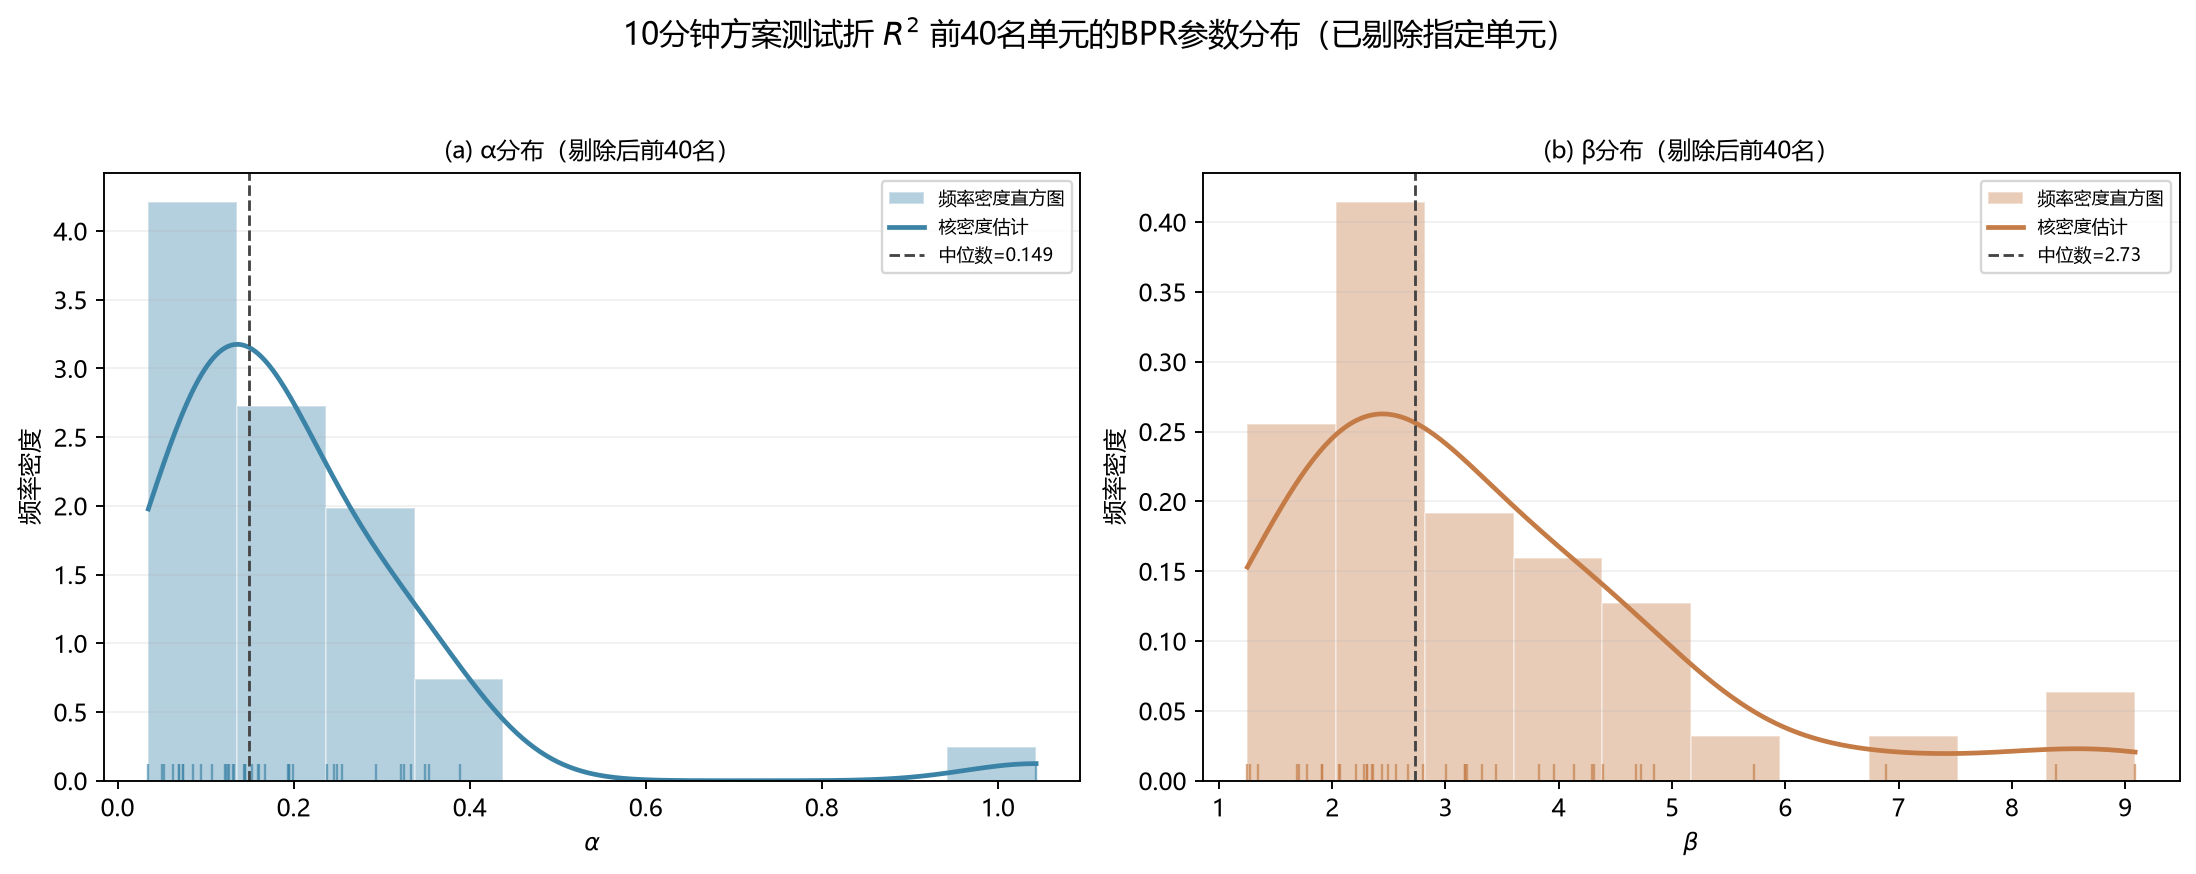 10分钟方案测试折 R² 前40名单元的BPR参数分布（已剔除指定单元）
(a) α分布（剔除后前40名）
频率密度直方图
核密度估计
中位数=0.149
频率密度
4.0
3.5
3.0
2.5
2.0
1.5
1.0
0.5
0.0
0.0 0.2 0.4 0.6 0.8 1.0
α
(b) β分布（剔除后前40名）
频率密度直方图
核密度估计
中位数=2.73
频率密度
0.40
0.35
0.30
0.25
0.20
0.15
0.10
0.05
0.00
1 2 3 4 5 6 7 8 9
β